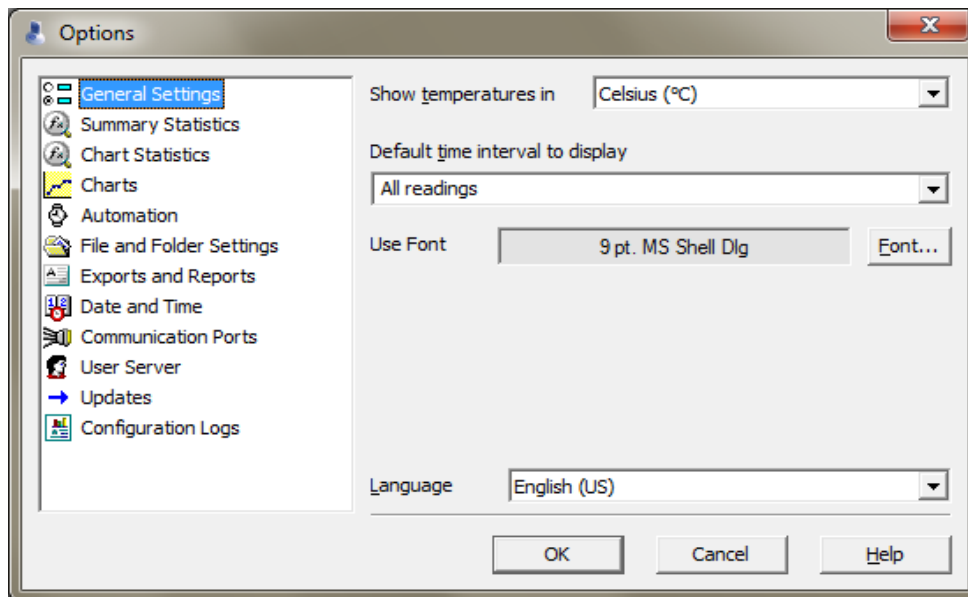 Options
General Settings
Summary Statistics
Chart Statistics
Charts
Automation
File and Folder Settings
Exports and Reports
Date and Time
Communication Ports
User Server
Updates
Configuration Logs
Show temperatures in Celsius (°C)
Default time interval to display
All readings
Use Font 9 pt. MS Shell Dlg Font...
Language English (US)
OK Cancel Help